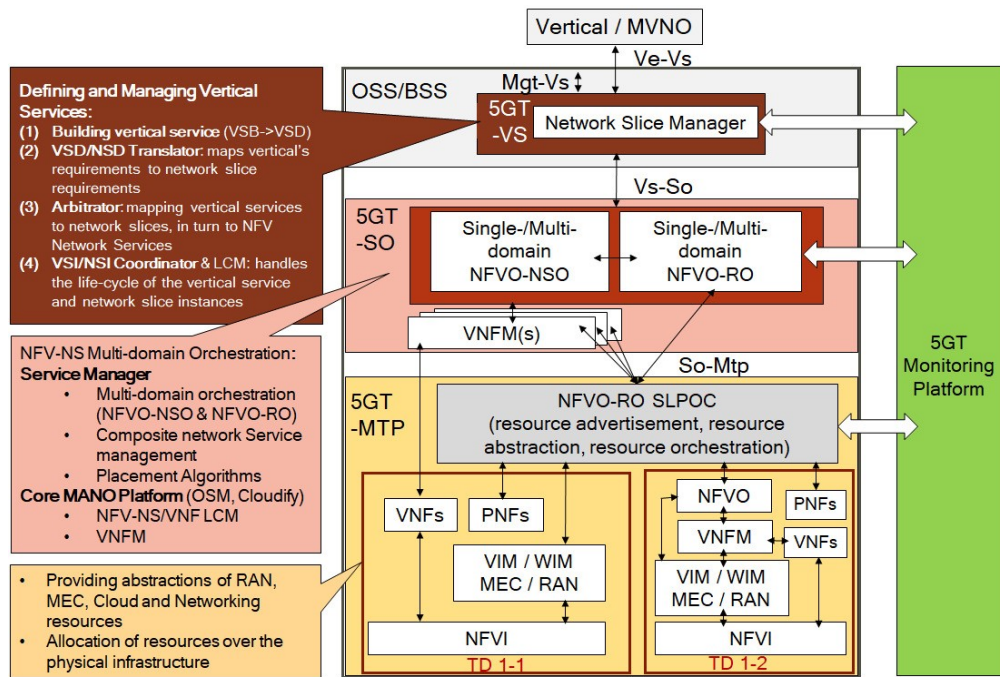 Vertical / MVNO
Ve-Vs
OSS/BSS
Mgt-Vs
5GT
-VS
Network Slice Manager
Defining and Managing Vertical
Services:
(1) Building vertical service (VSB->VSD)
(2) VSD/NSD Translator: maps vertical's
requirements to network slice
requirements
(3) Arbitrator: mapping vertical services
to network slices, in turn to NFV
Network Services
(4) VSI/NSI Coordinator & LCM: handles
the life-cycle of the vertical service
and network slice instances
Vs-So
5GT
-SO
Single-/Multi-
domain
NFVO-NSO
Single-/Multi-
domain
NFVO-RO
VNFM(s)
So-Mtp
NFV-NS Multi-domain Orchestration:
Service Manager
• Multi-domain orchestration
(NFVO-NSO & NFVO-RO)
• Composite network Service
management
• Placement Algorithms
Core MANO Platform (OSM, Cloudify)
• NFV-NS/VNF LCM
• VNFM
5GT
-MTP
NFVO-RO SLPOC
(resource advertisement, resource
abstraction, resource orchestration)
VNFs
PNFs
VIM / WIM
MEC / RAN
NFVI
TD 1-1
NFVO
PNFs
VNFM
VNFs
VIM / WIM
MEC / RAN
NFVI
TD 1-2
• Providing abstractions of RAN,
MEC, Cloud and Networking
resources
• Allocation of resources over the
physical infrastructure
5GT
Monitoring
Platform